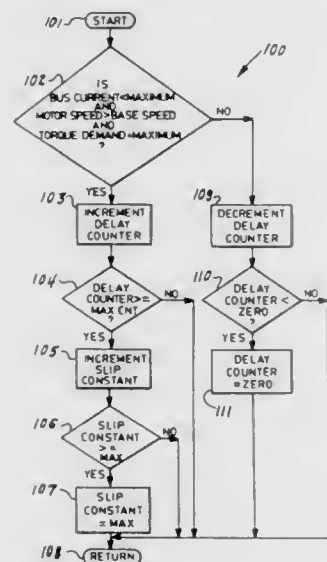 101
START
100
102
IS
BUS CURRENT<MAXIMUM
AND
MOTOR SPEED>BASE SPEED
AND
TORQUE DEMAND=MAXIMUM
?
NO
YES
103
INCREMENT
DELAY
COUNTER
109
DECREMENT
DELAY
COUNTER
104
DELAY
COUNTER>=
MAX CNT
?
NO
YES
110
DELAY
COUNTER <
ZERO
?
NO
YES
105
INCREMENT
SLIP
CONSTANT
DELAY
COUNTER
=ZERO
111
106
SLIP
CONSTANT
>=
MAX
NO
YES
107
SLIP
CONSTANT
=MAX
108
RETURN